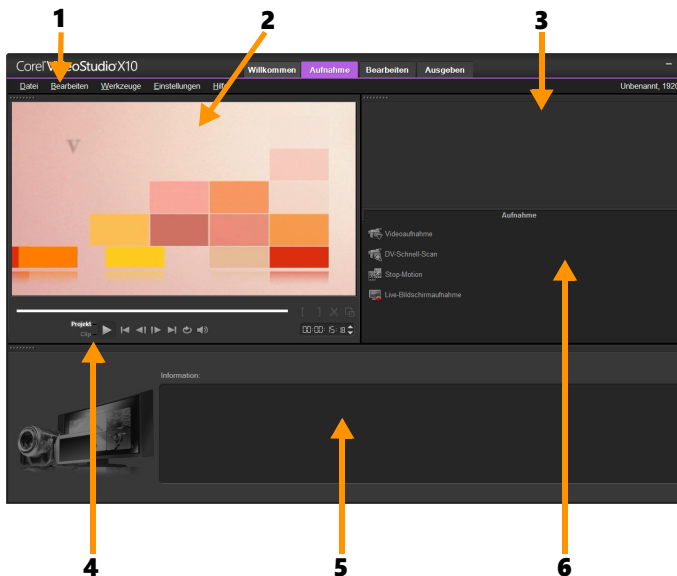 1 2 3
Corel VideoStudio X10
Willkommen Aufnahme Bearbeiten Ausgeben
Datei Bearbeiten Werkzeuge Einstellungen Hilfe
Unbenannt, 1920
V
Aufnahme
Videoaufnahme
DV-Schnell-Scan
Stop-Motion
Live-Bildschirmaufnahme
Projekt
Clip
00:00:15:18
Information:
4 5 6